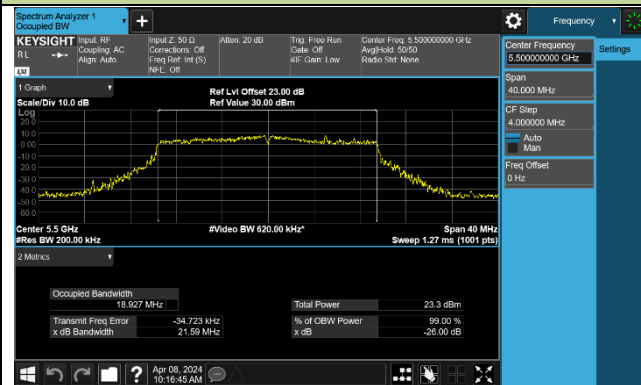 Spectrum Analyzer 1
Occupied BW
Frequency
KEYSIGHT
RL
LXI
Input: RF
Coupling: AC
Align: Auto
Input Z: 50 Ω
Corrections: Off
Freq Ref: Int (S)
NFE: Off
Atten: 20 dB
Trig: Free Run
Gate: Off
#IF Gain: Low
Center Freq: 5.500000000 GHz
Avg|Hold: 50/50
Radio Std: None
Center Frequency
5.500000000 GHz
Settings
Span
40.000 MHz
CF Step
4.000000 MHz
Auto
Man
Freq Offset
0 Hz
1 Graph
Scale/Div 10.0 dB
Ref Lvl Offset 23.00 dB
Ref Value 30.00 dBm
Log
20.0
10.0
0.00
-10.0
-20.0
-30.0
-40.0
-50.0
-60.0
Center 5.5 GHz
#Res BW 200.00 kHz
#Video BW 620.00 kHz*
Span 40 MHz
Sweep 1.27 ms (1001 pts)
2 Metrics
Occupied Bandwidth
18.927 MHz
Total Power 23.3 dBm
Transmit Freq Error -34.723 kHz
% of OBW Power 99.00 %
x dB Bandwidth 21.59 MHz
x dB -26.00 dB
Apr 08, 2024
10:16:45 AM